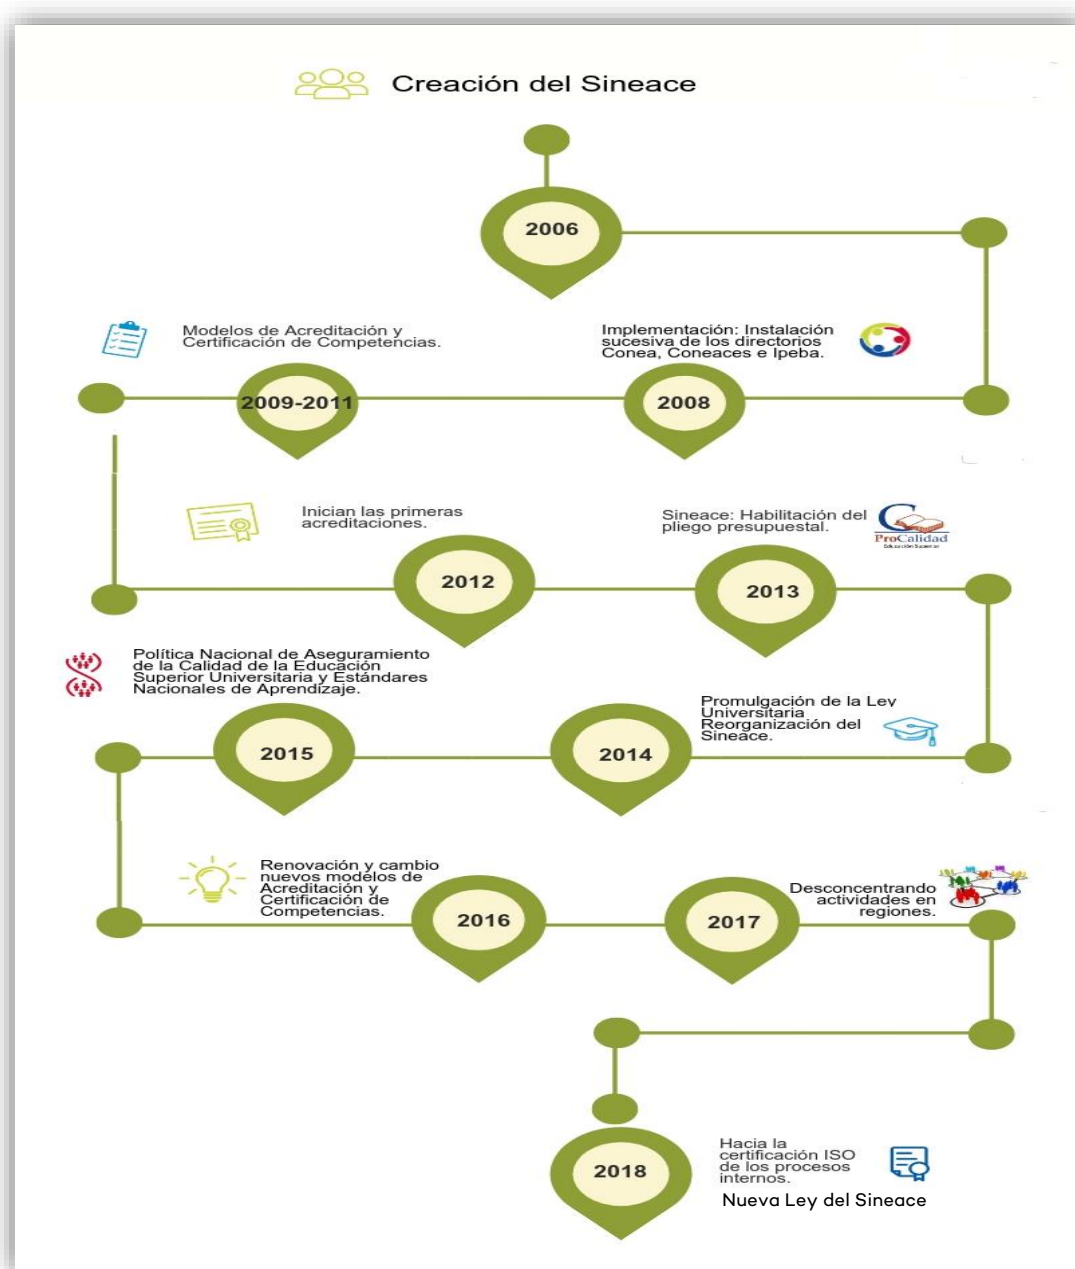 Creación del Sineace
2006
Implementación: Instalación
sucesiva de los directorios
Conea, Coneaces e Ipeba.
2008
Modelos de Acreditación y
Certificación de Competencias.
2009-2011
Inician las primeras
acreditaciones.
2012
Sineace: Habilitación del
pliego presupuestal.
ProCalidad
Educación Superior
2013
Promulgación de la Ley
Universitaria
Reorganización del
Sineace.
2014
Política Nacional de Aseguramiento
de la Calidad de la Educación
Superior Universitaria y Estándares
Nacionales de Aprendizaje.
2015
Renovación y cambio
nuevos modelos de
Acreditación y
Certificación de
Competencias.
2016
Desconcentrando
actividades en
regiones.
2017
Hacia la
certificación ISO
de los procesos
internos.
Nueva Ley del Sineace
2018